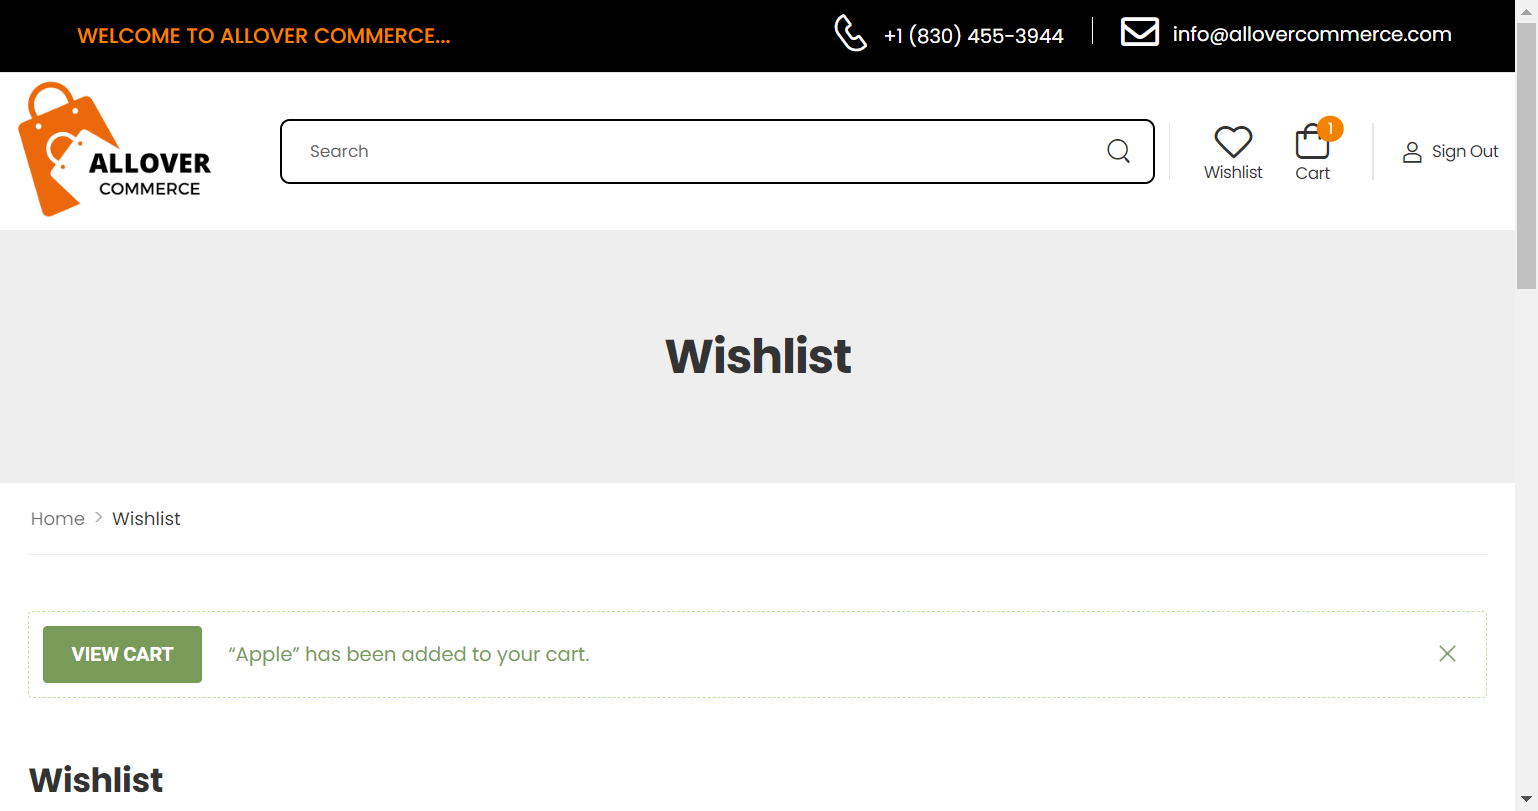 WELCOME TO ALLOVER COMMERCE...
+1 (830) 455-3944
info@allovercommerce.com
ALLOVER
COMMERCE
Search
Wishlist
1
Cart
Sign Out
Wishlist
Home > Wishlist
VIEW CART
“Apple” has been added to your cart.
Wishlist